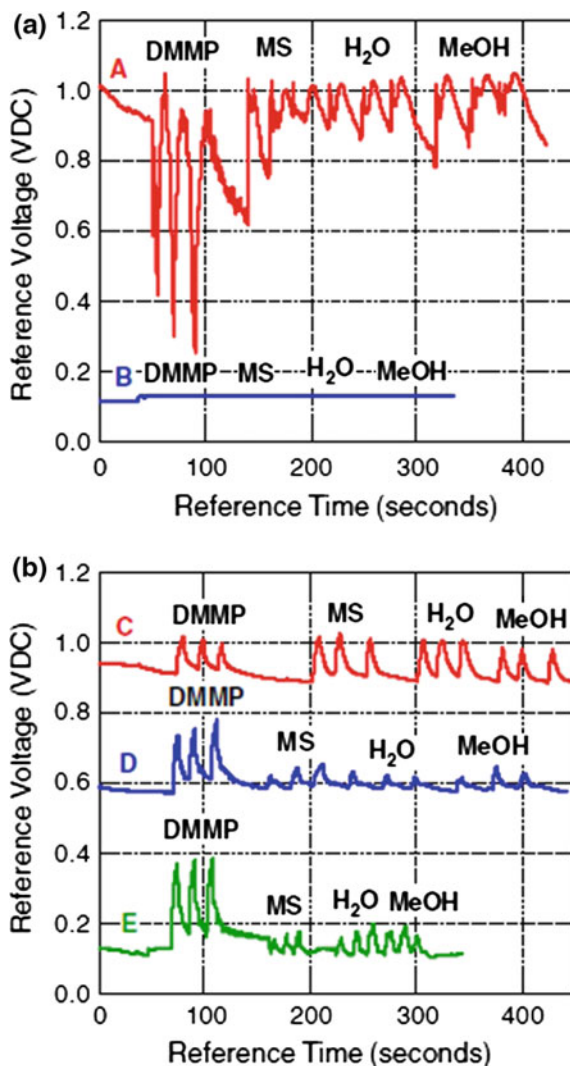 (a)
1.2
DMMP MS H₂O MeOH
A
1.0
0.8
0.6
0.4
0.2
B DMMP MS H₂O MeOH
0.0
0 100 200 300 400
Reference Voltage (VDC)
Reference Time (seconds)
(b)
1.2
DMMP MS H₂O MeOH
C
1.0
0.8
DMMP
D MS H₂O MeOH
0.6
0.4
DMMP
E MS H₂O MeOH
0.2
0.0
0 100 200 300 400
Reference Voltage (VDC)
Reference Time (seconds)